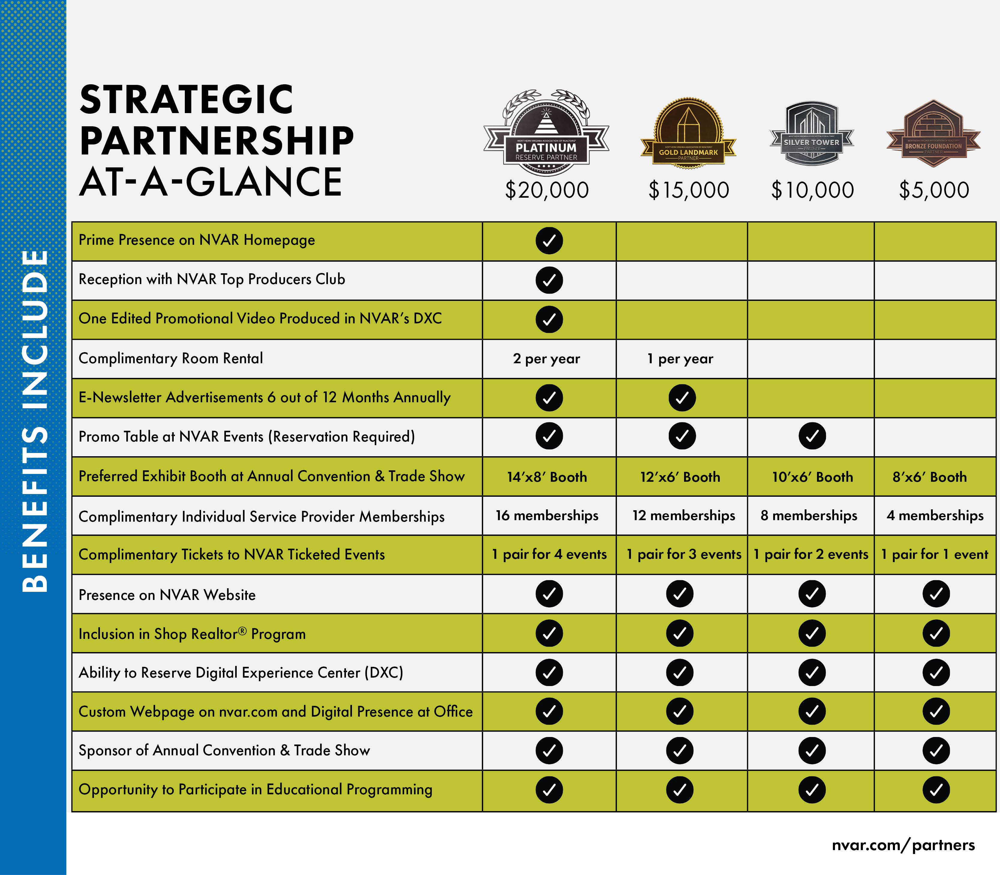 STRATEGIC
PARTNERSHIP
AT-A-GLANCE
NORTHERN VIRGINIA ASSOCIATION OF REALTORS®
PLATINUM
RESERVE PARTNER
$20,000
NORTHERN VIRGINIA ASSOCIATION OF REALTORS®
GOLD LANDMARK
PARTNER
$15,000
NORTHERN VIRGINIA ASSOCIATION OF REALTORS®
SILVER TOWER
PARTNER
$10,000
NORTHERN VIRGINIA ASSOCIATION OF REALTORS®
BRONZE FOUNDATION
PARTNER
$5,000
BENEFITS INCLUDE
Prime Presence on NVAR Homepage
Reception with NVAR Top Producers Club
One Edited Promotional Video Produced in NVAR’s DXC
Complimentary Room Rental 2 per year 1 per year
E-Newsletter Advertisements 6 out of 12 Months Annually
Promo Table at NVAR Events (Reservation Required)
Preferred Exhibit Booth at Annual Convention & Trade Show 14’x8’ Booth 12’x6’ Booth 10’x6’ Booth 8’x6’ Booth
Complimentary Individual Service Provider Memberships 16 memberships 12 memberships 8 memberships 4 memberships
Complimentary Tickets to NVAR Ticketed Events 1 pair for 4 events 1 pair for 3 events 1 pair for 2 events 1 pair for 1 event
Presence on NVAR Website
Inclusion in Shop Realtor® Program
Ability to Reserve Digital Experience Center (DXC)
Custom Webpage on nvar.com and Digital Presence at Office
Sponsor of Annual Convention & Trade Show
Opportunity to Participate in Educational Programming
nvar.com/partners